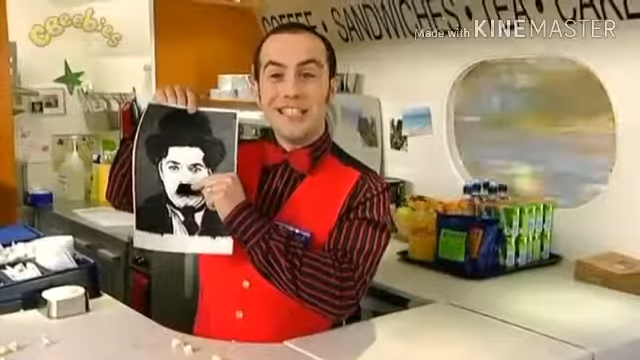 CBeebies
COFFEE • SANDWICHES • TEA • CAKE
Made with KINEMASTER